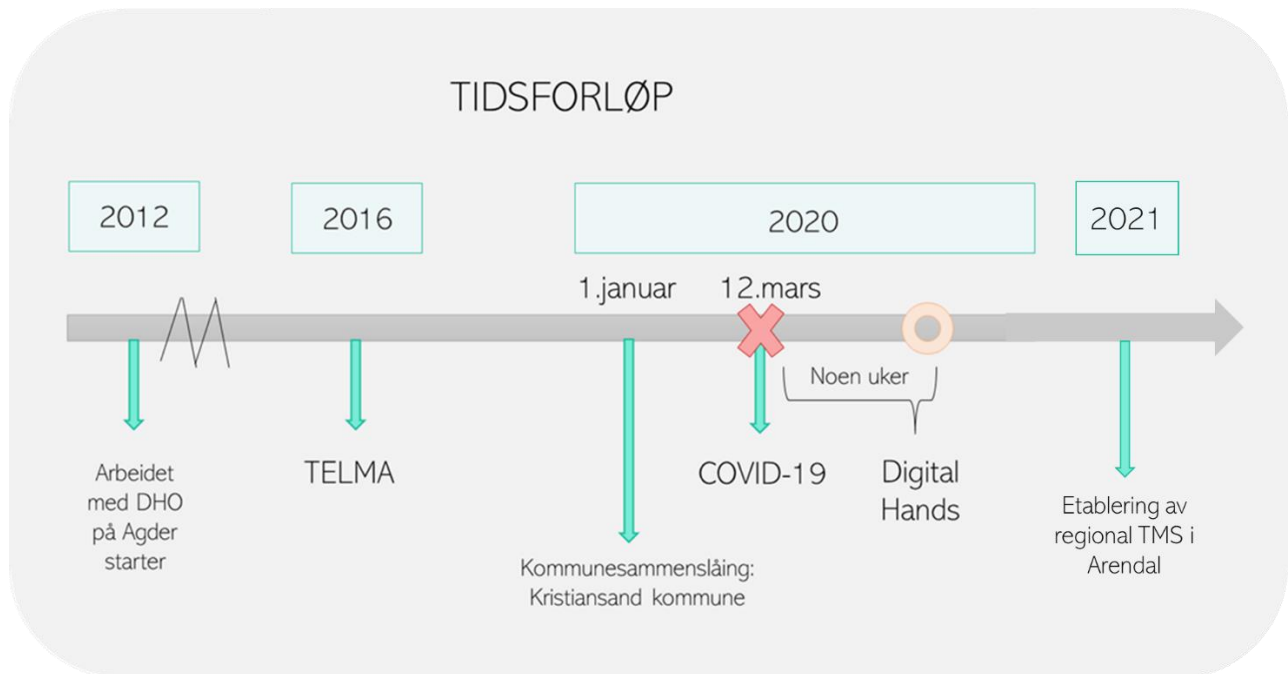 TIDSFORLØP
2012
2016
2020
2021
1.januar
12.mars
Noen uker
Arbeidet
med DHO
på Agder
starter
TELMA
Kommunesammenslåing:
Kristiansand kommune
COVID-19
Digital
Hands
Etablering av
regional TMS i
Arendal